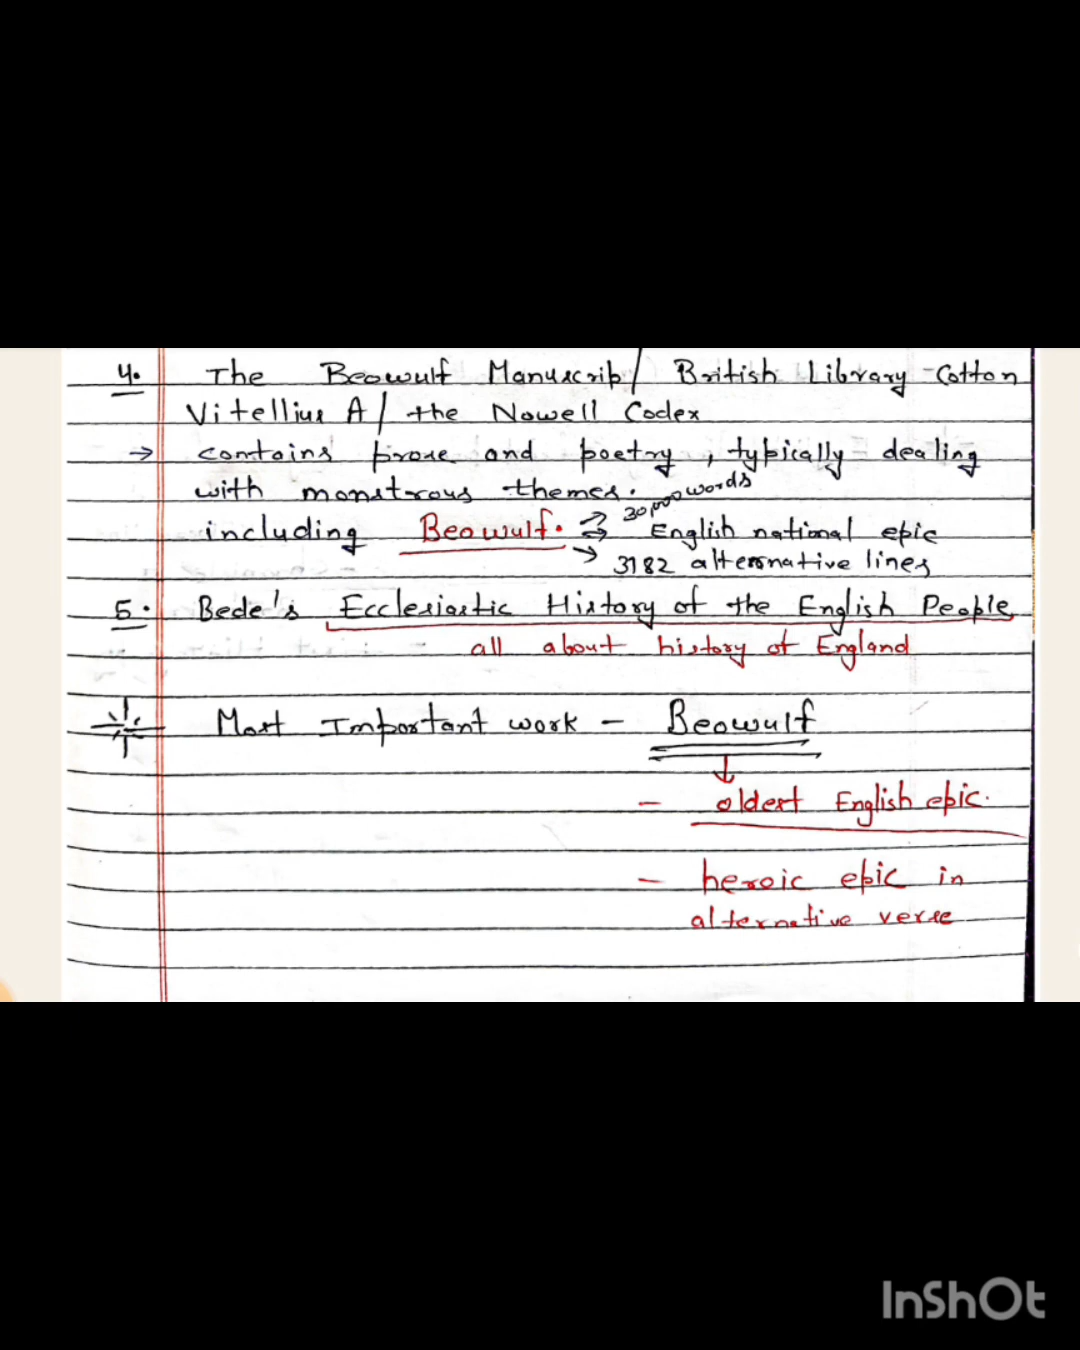 4. The Beowulf Manuscrip/ British Library Cotton
Vitellius A/ the Nowell Codex
→ contains prose and poetry, typically dealing
with monstrous themes.
30,000 words
including Beowulf. → English national epic
→ 3182 alternative lines
5. Bede's Ecclesiastic History of the English People
all about history of England
Most Important work - Beowulf
- oldest English epic.
- heroic epic in
alternative verse
InShOt